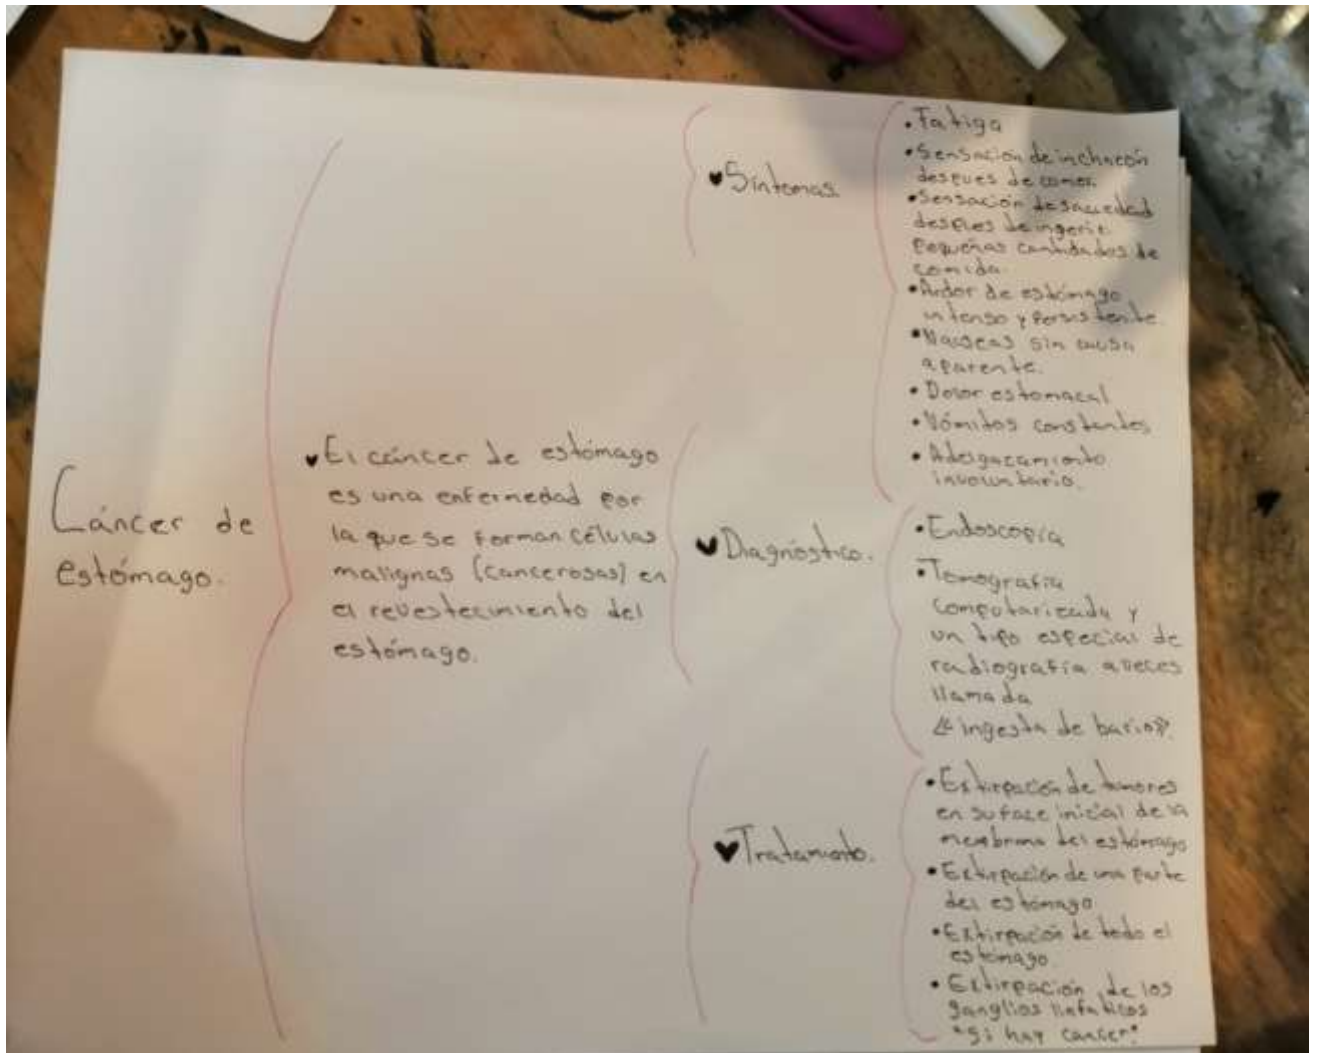 Cáncer de
estómago.
El cáncer de estómago
es una enfermedad por
la que se forman células
malignas (cancerosas) en
el revestecimiento del
estómago.
Síntomas.
• Fatiga
• Sensación de inchacón
despues de comer.
• Sensación de saciedad
despues de ingerir
pequeñas cantidades de
comida.
• Ardor de estómago
intenso y persistente.
• Nauseas sin causa
aparente.
• Dolor estomacal
• Vómitos constantes
• Adelgazamiento
involuntario.
Diagnóstico.
• Endoscopía
• Tomografía
computarizada y
un tipo especial de
radiografía a veces
llamada
«ingesta de bario».
Tratamiento.
• Extirpación de tumores
en su fase inicial de la
membrana del estómago
• Extirpación de una parte
del estómago
• Extirpación de todo el
estómago
• Extirpación de los
ganglios linfaticos
"Si hay cancer"